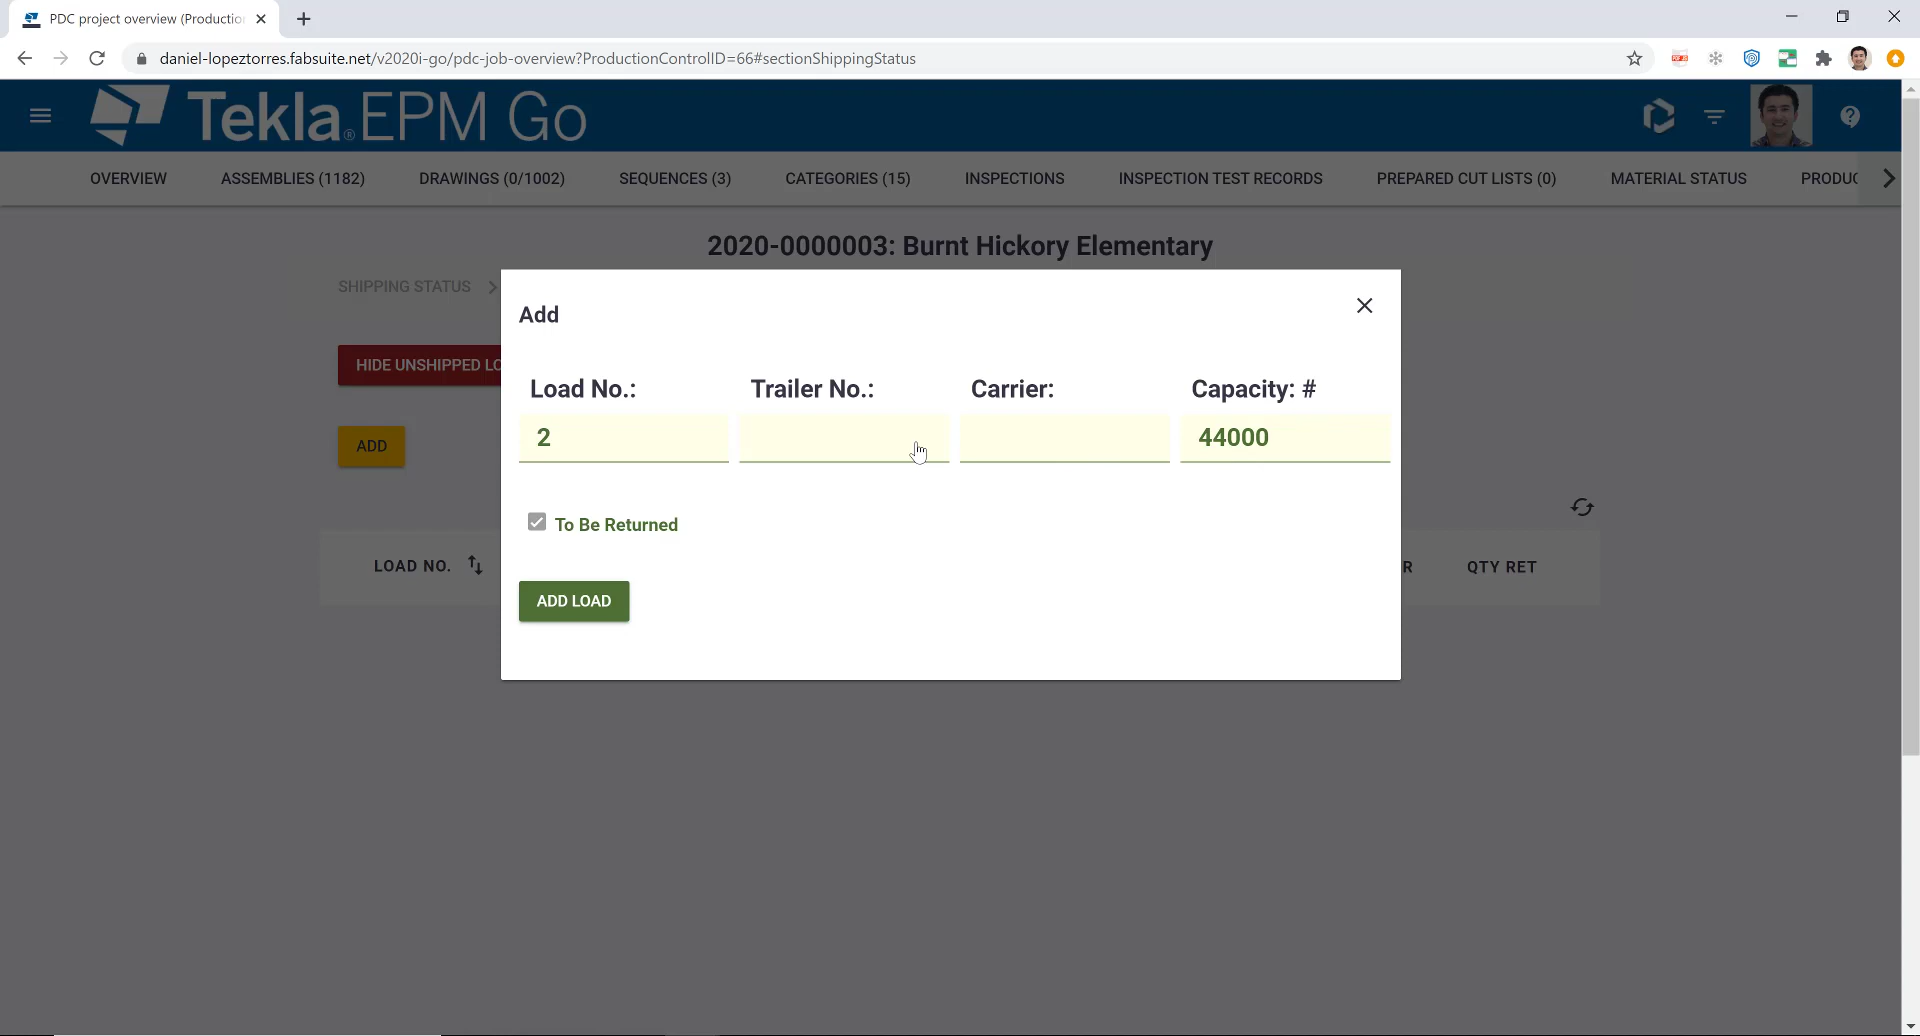 PDC project overview (Productio
daniel-lopeztorres.fabsuite.net/v2020i-go/pdc-job-overview?ProductionControlID=66#sectionShippingStatus
Tekla® EPM Go
OVERVIEW ASSEMBLIES (1182) DRAWINGS (0/1002) SEQUENCES (3) CATEGORIES (15) INSPECTIONS INSPECTION TEST RECORDS PREPARED CUT LISTS (0) MATERIAL STATUS PRODUC
2020-0000003: Burnt Hickory Elementary
SHIPPING STATUS
Add
HIDE UNSHIPPED LO
Load No.: Trailer No.: Carrier: Capacity: #
2 44000
ADD
To Be Returned
LOAD NO. R QTY RET
ADD LOAD